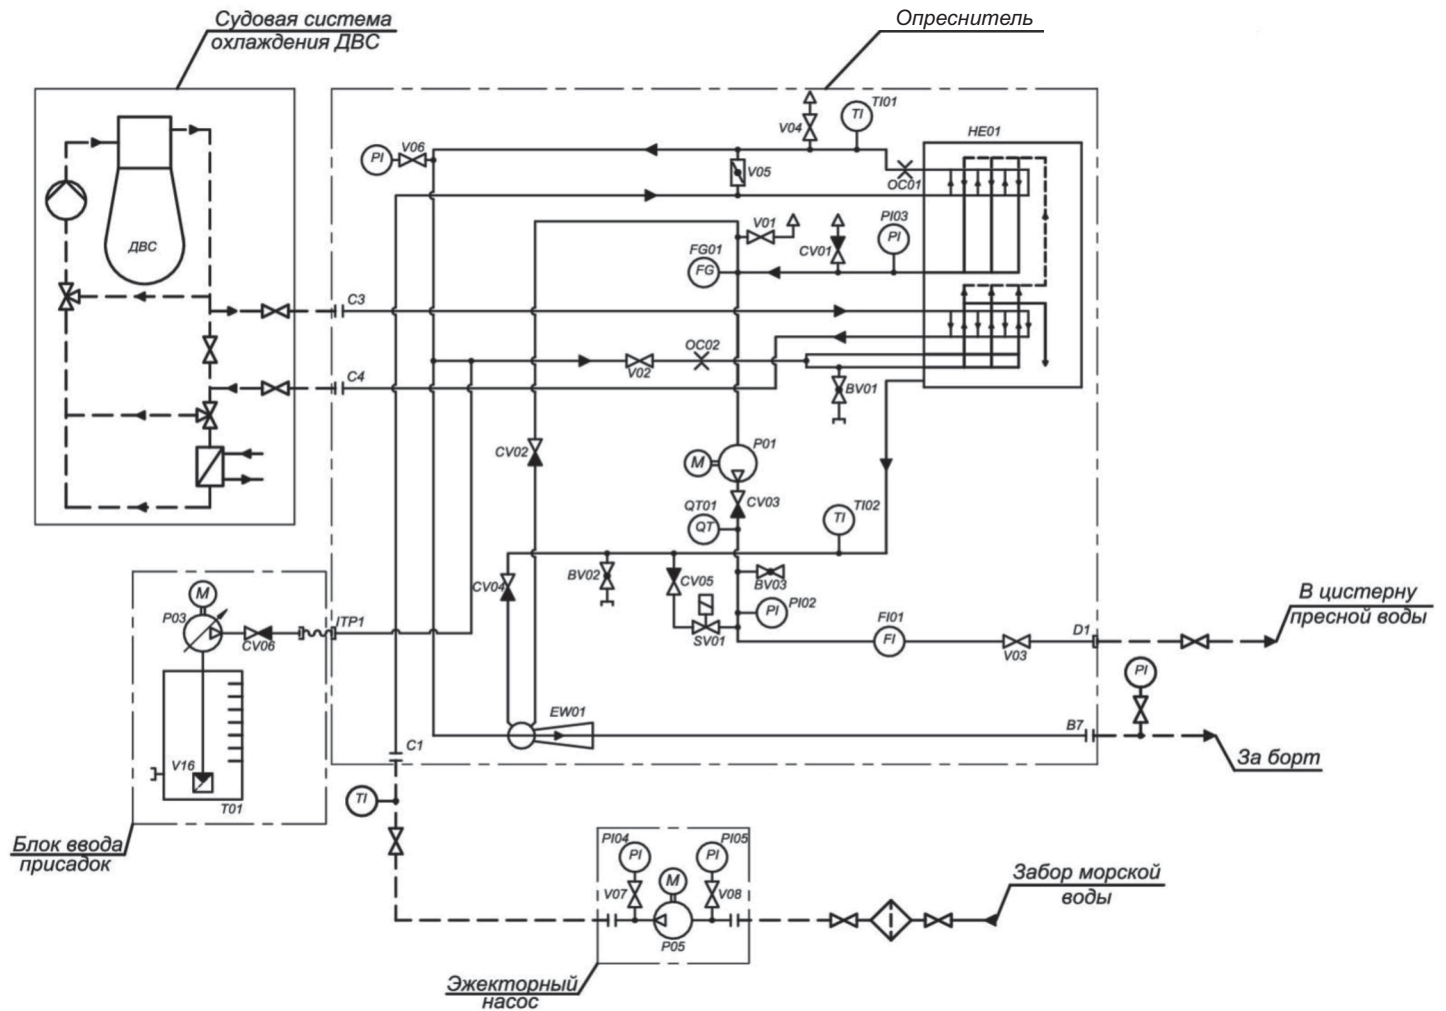 Судовая система
охлаждения ДВС
Опреснитель
TI01
TI
HE01
V04
V06
PI
V05
OC01
ДВС
V01
PI03
PI
CV01
FG01
FG
C3
OC02
V02
C4
BV01
CV02
P01
M
CV03
QT01
QT
TI02
TI
CV04
BV02
CV05
BV03
PI02
PI
SV01
M
P03
CV06
ITP1
FI01
FI
V03
D1
В цистерну
пресной воды
PI
EW01
B7
За борт
C1
V16
T01
TI
Блок ввода
присадок
PI04
PI
PI05
PI
M
V07
V08
P05
Забор морской
воды
Эжекторный
насос